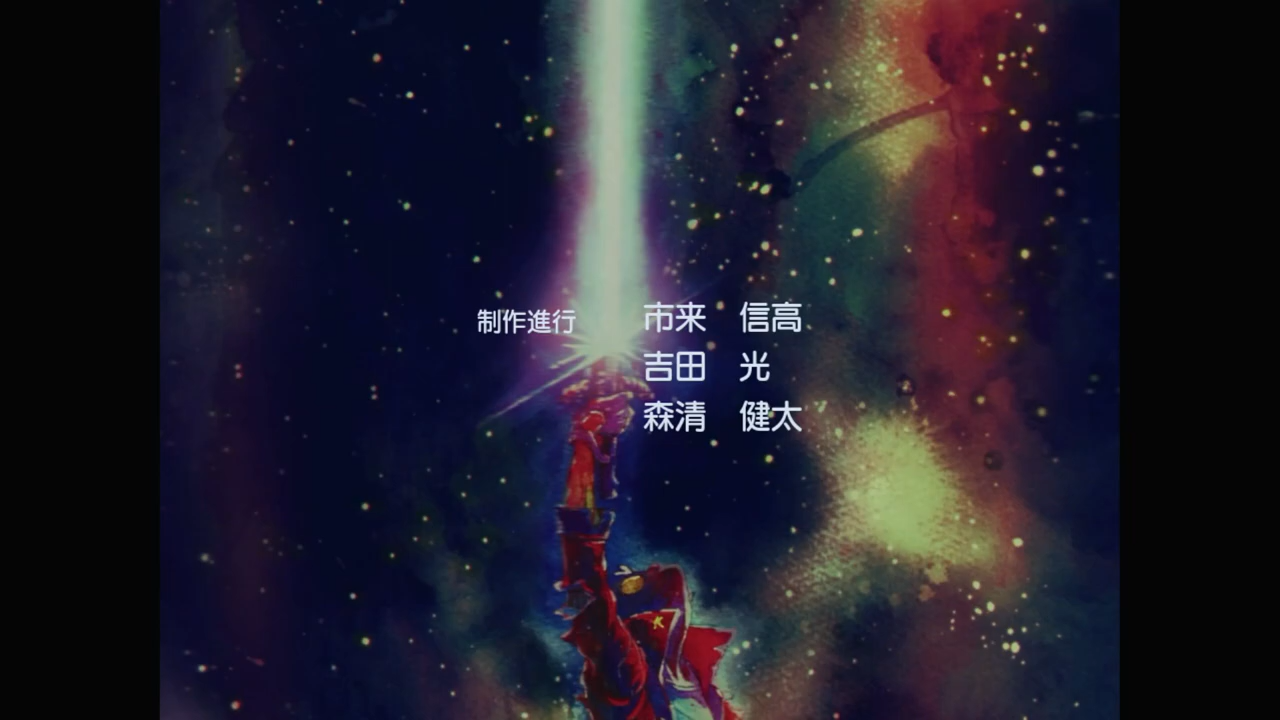 制作進行 市来 信高
吉田 光
森清 健太